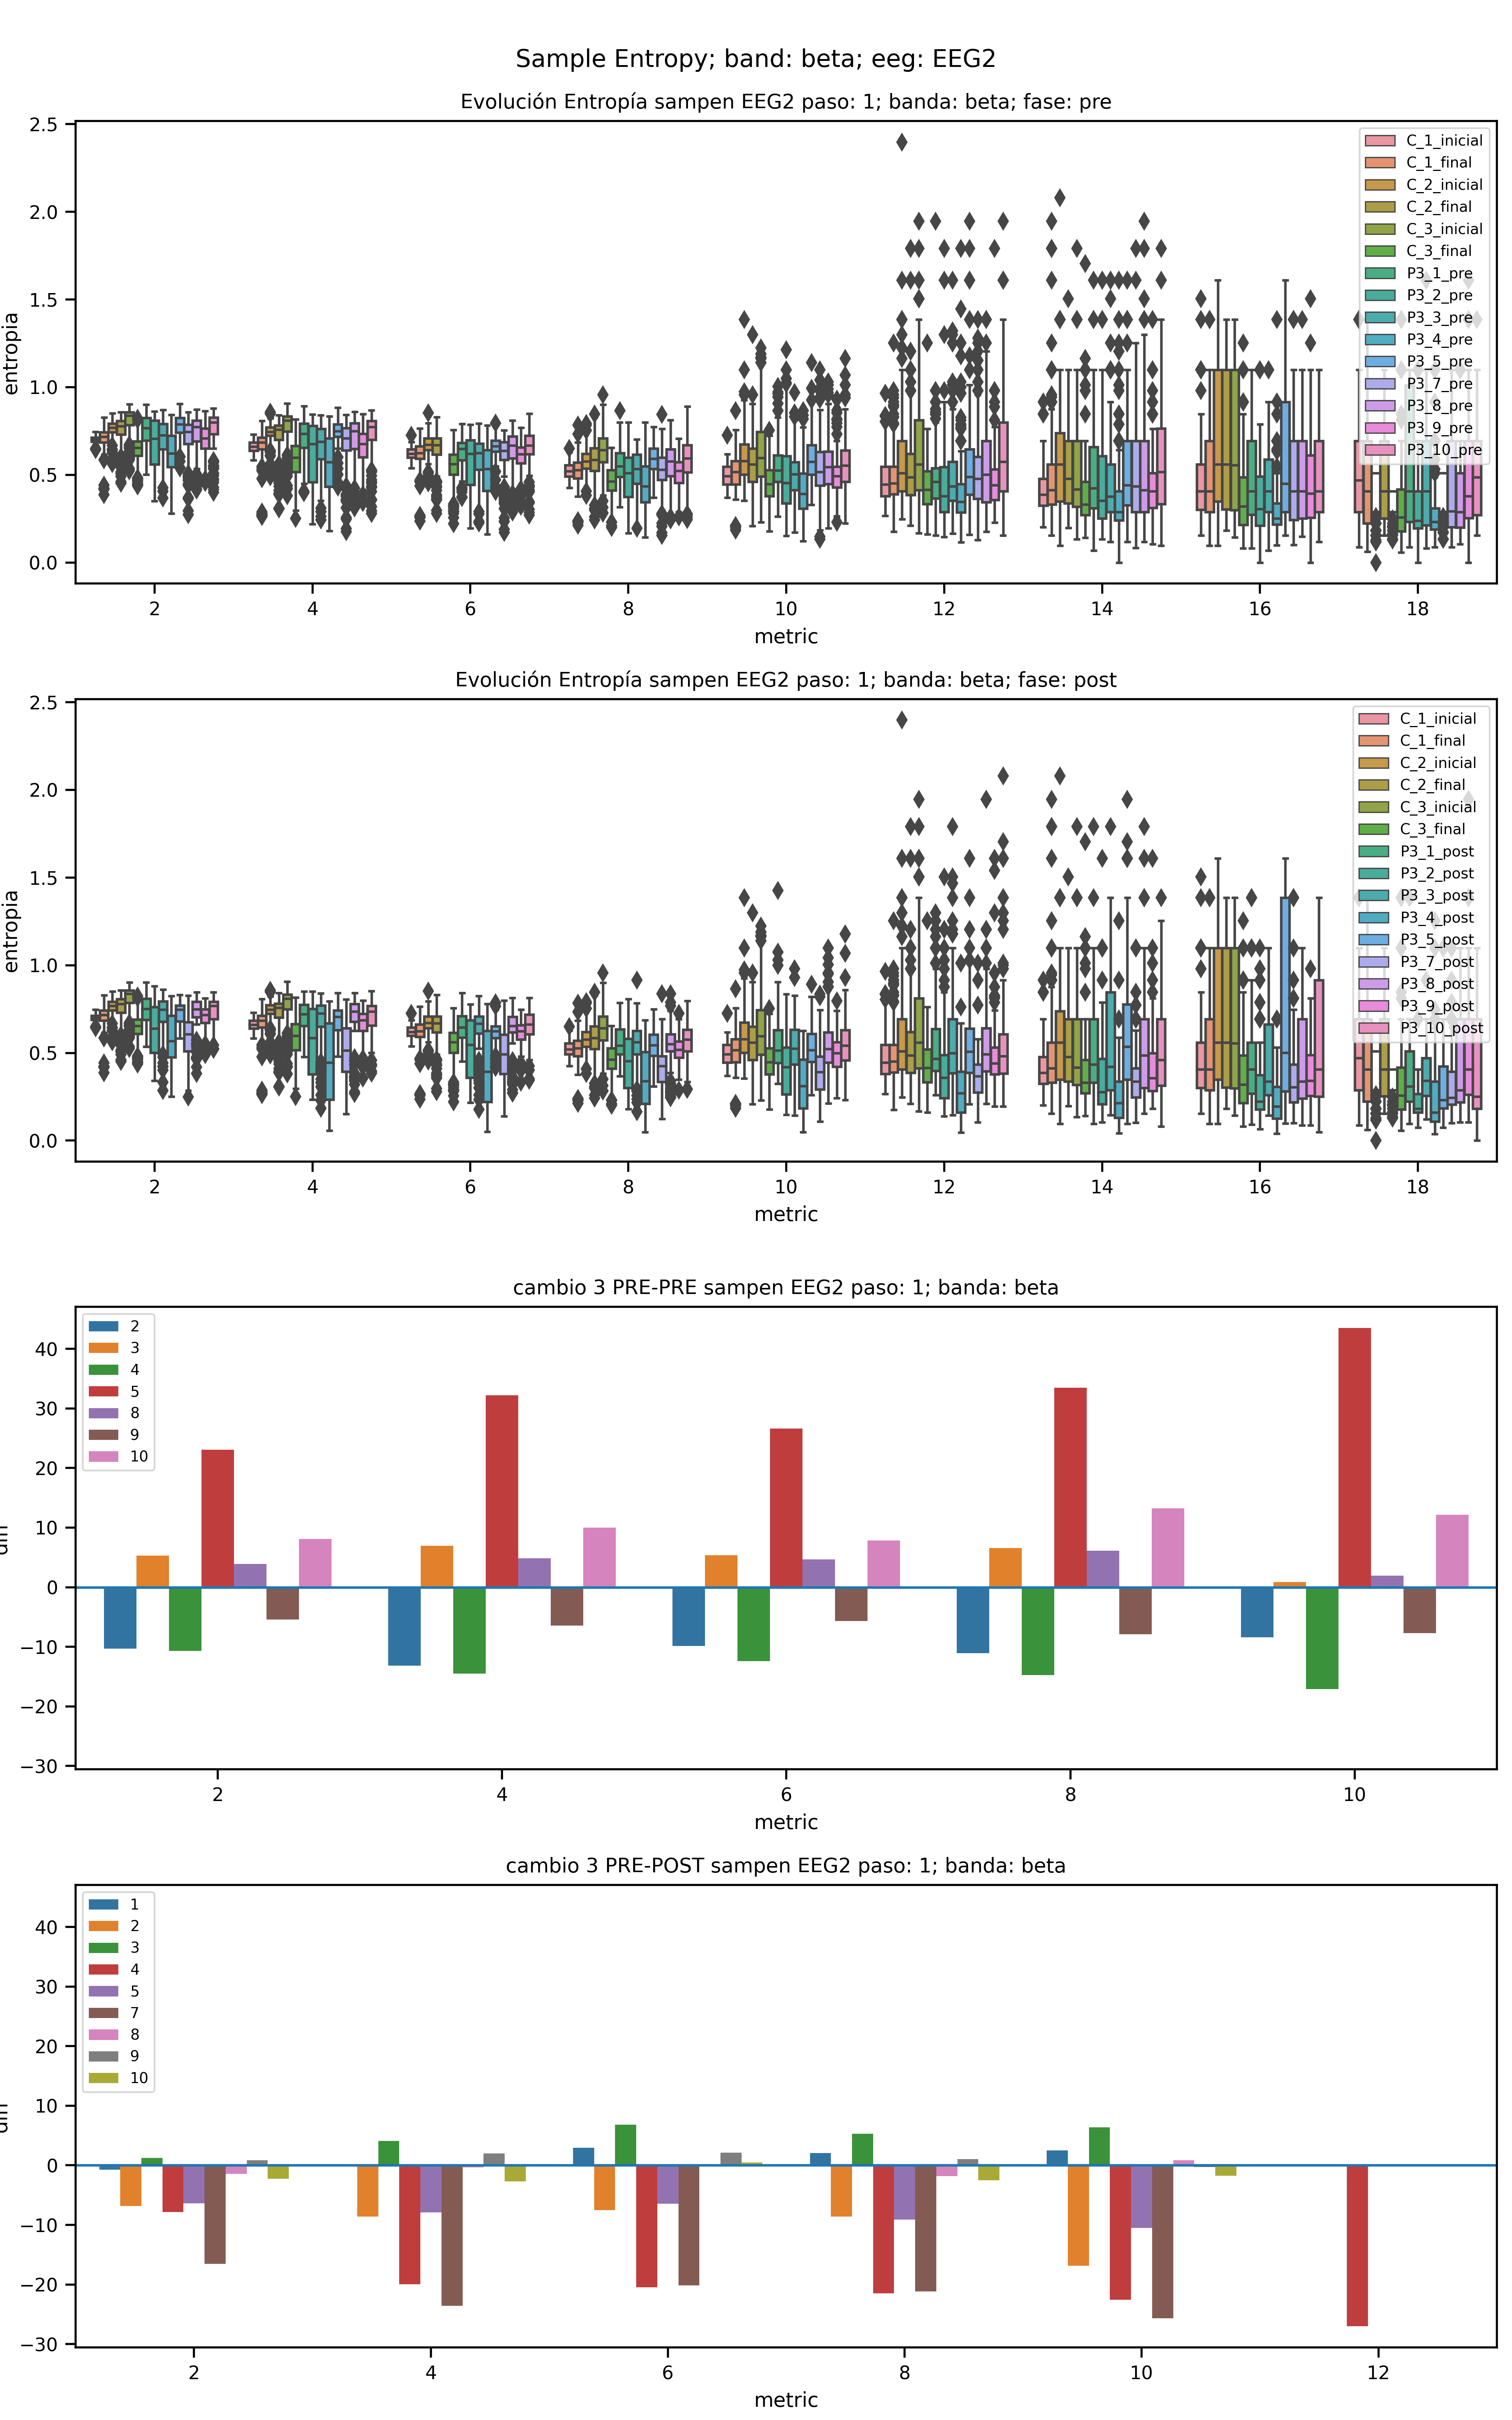 Sample Entropy; band: beta; eeg: EEG2
Evolución Entropía sampen EEG2 paso: 1; banda: beta; fase: pre
2.5
2.0
1.5
1.0
0.5
0.0
entropia
C_1_inicial
C_1_final
C_2_inicial
C_2_final
C_3_inicial
C_3_final
P3_1_pre
P3_2_pre
P3_3_pre
P3_4_pre
P3_5_pre
P3_7_pre
P3_8_pre
P3_9_pre
P3_10_pre
2 4 6 8 10 12 14 16 18
metric
Evolución Entropía sampen EEG2 paso: 1; banda: beta; fase: post
2.5
2.0
1.5
1.0
0.5
0.0
entropia
C_1_inicial
C_1_final
C_2_inicial
C_2_final
C_3_inicial
C_3_final
P3_1_post
P3_2_post
P3_3_post
P3_4_post
P3_5_post
P3_7_post
P3_8_post
P3_9_post
P3_10_post
2 4 6 8 10 12 14 16 18
metric
cambio 3 PRE-PRE sampen EEG2 paso: 1; banda: beta
40
30
20
10
0
−10
−20
−30
2
3
4
5
8
9
10
2 4 6 8 10
metric
cambio 3 PRE-POST sampen EEG2 paso: 1; banda: beta
40
30
20
10
0
−10
−20
−30
1
2
3
4
5
7
8
9
10
2 4 6 8 10 12
metric